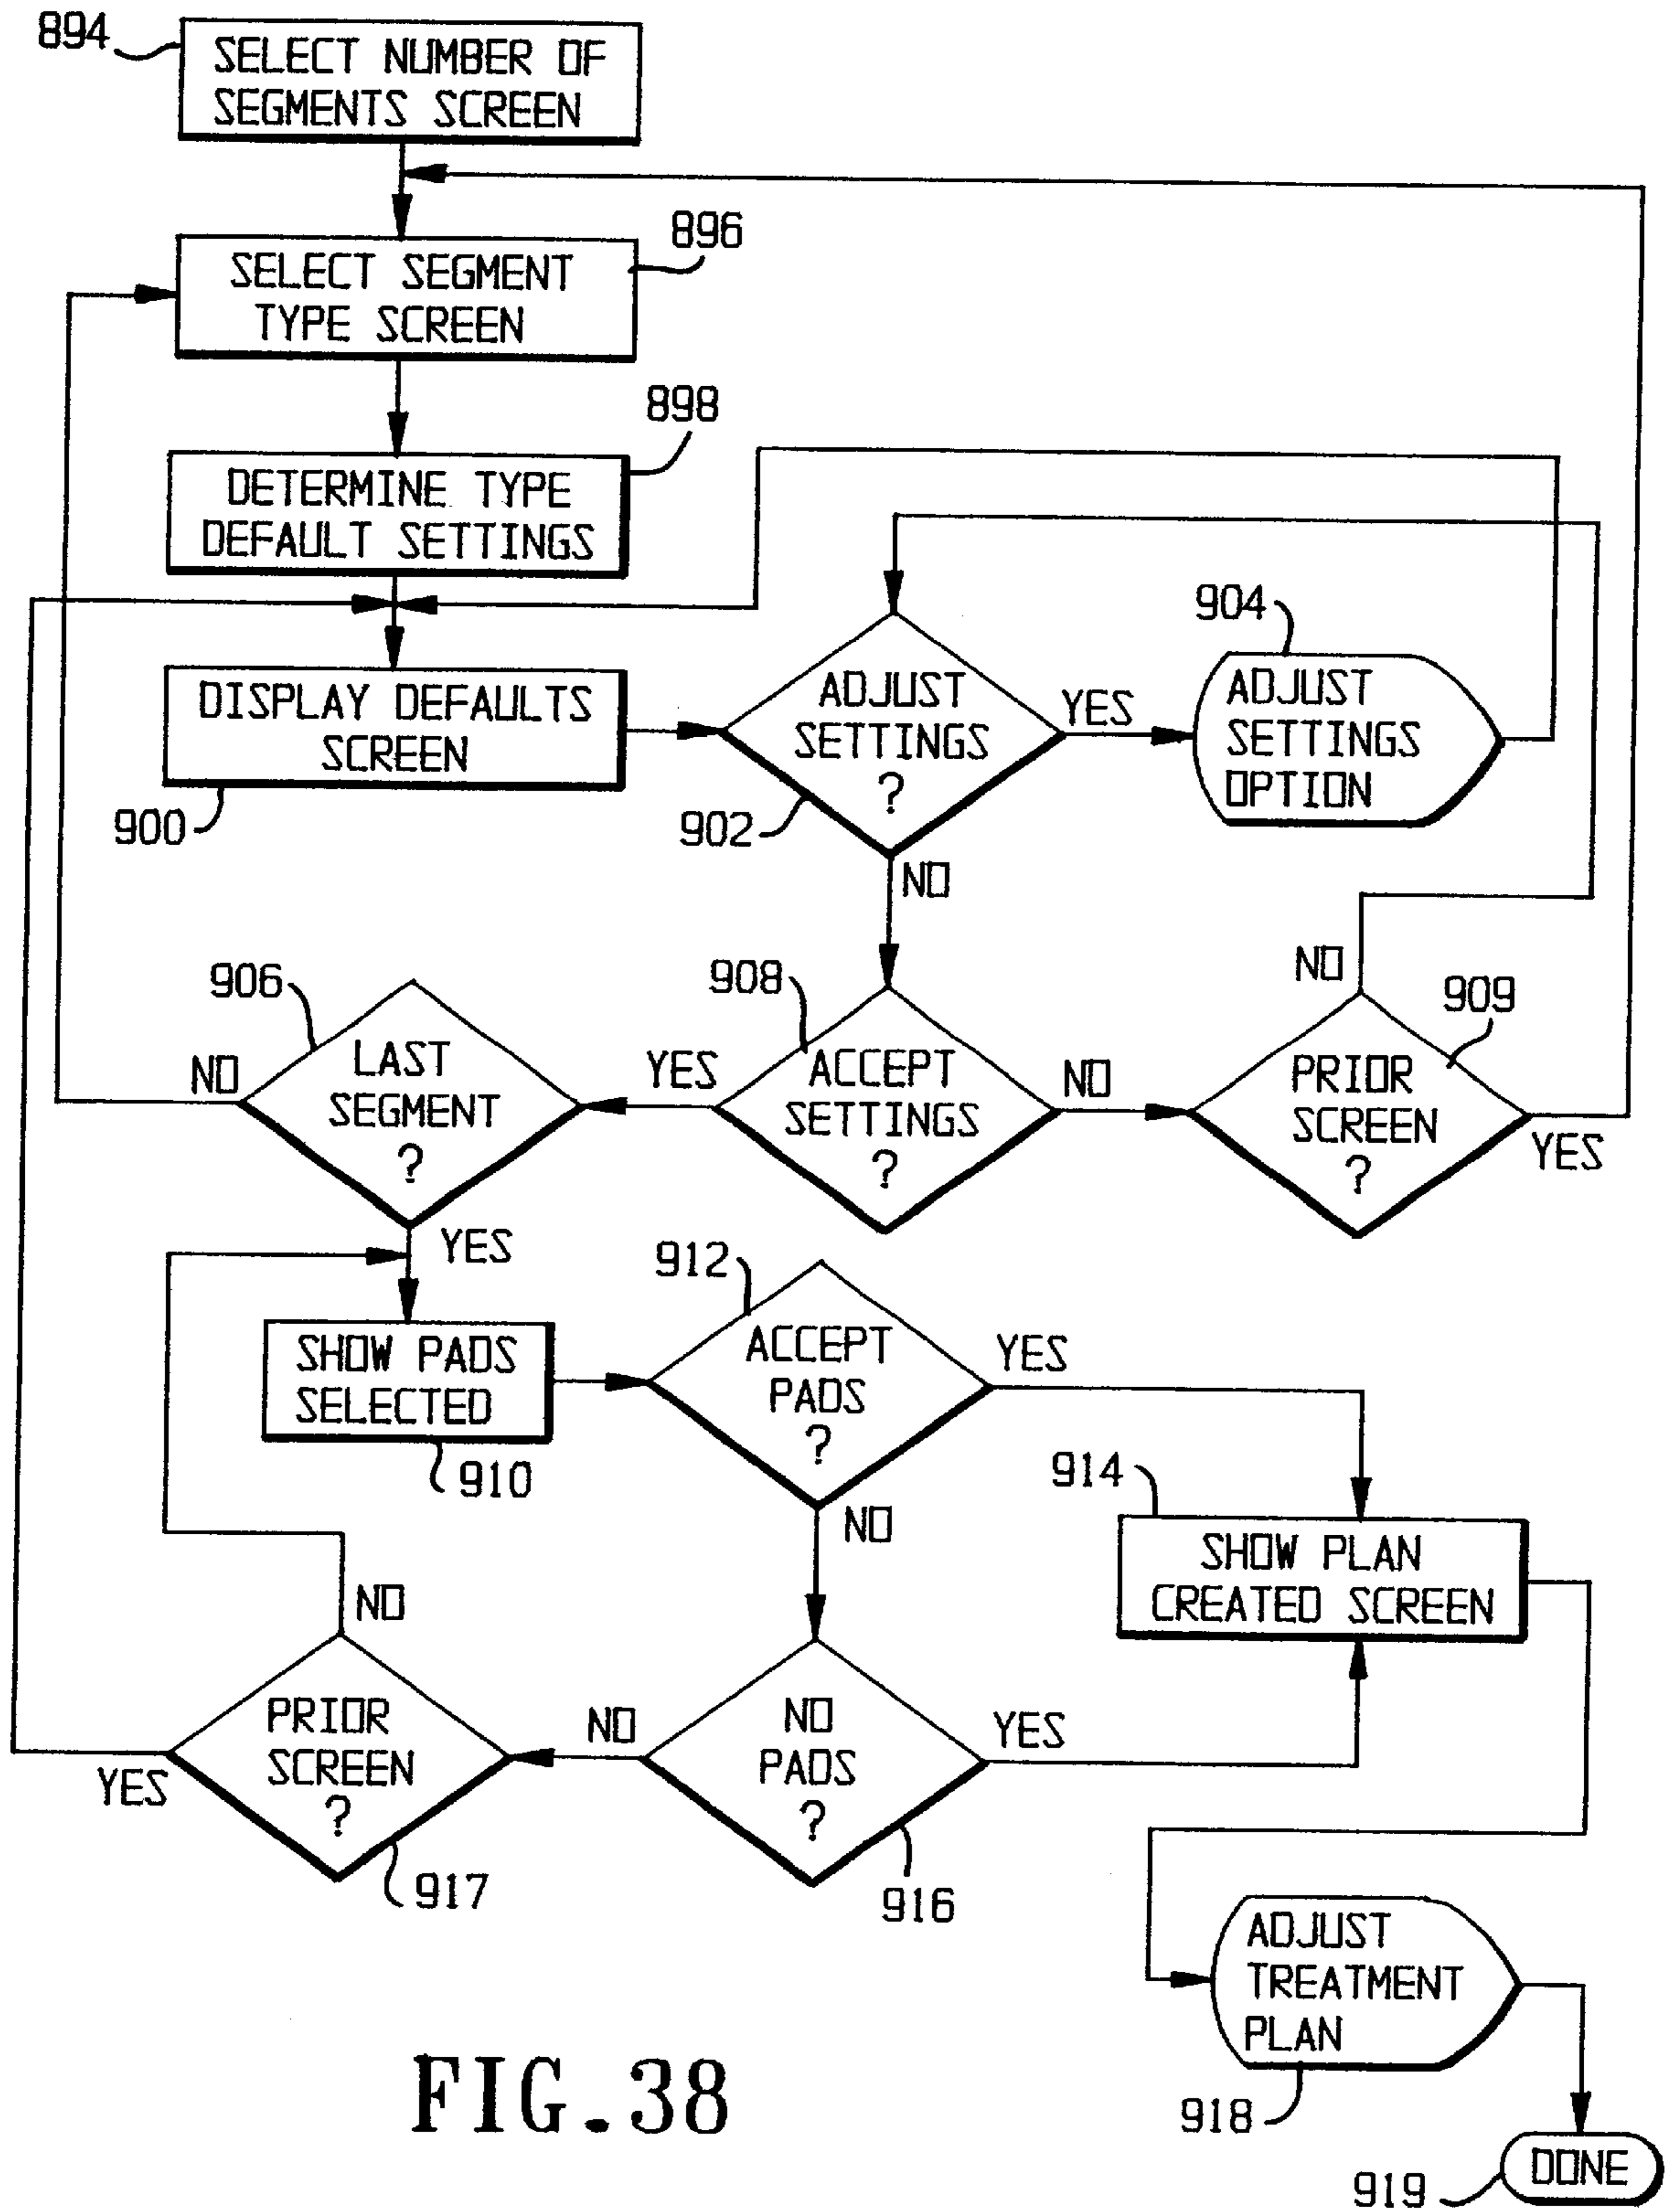 894
SELECT NUMBER OF
SEGMENTS SCREEN
896
SELECT SEGMENT
TYPE SCREEN
898
DETERMINE TYPE
DEFAULT SETTINGS
DISPLAY DEFAULTS
SCREEN
900
ADJUST
SETTINGS
?
902
YES
904
ADJUST
SETTINGS
OPTION
NO
906
LAST
SEGMENT
?
NO
YES
908
ACCEPT
SETTINGS
?
YES
NO
909
PRIOR
SCREEN
?
NO
YES
SHOW PADS
SELECTED
910
912
ACCEPT
PADS
?
YES
NO
914
SHOW PLAN
CREATED SCREEN
NO
PRIOR
SCREEN
?
YES
917
NO
NO
PADS
?
YES
916
ADJUST
TREATMENT
PLAN
918
DONE
919
FIG.38